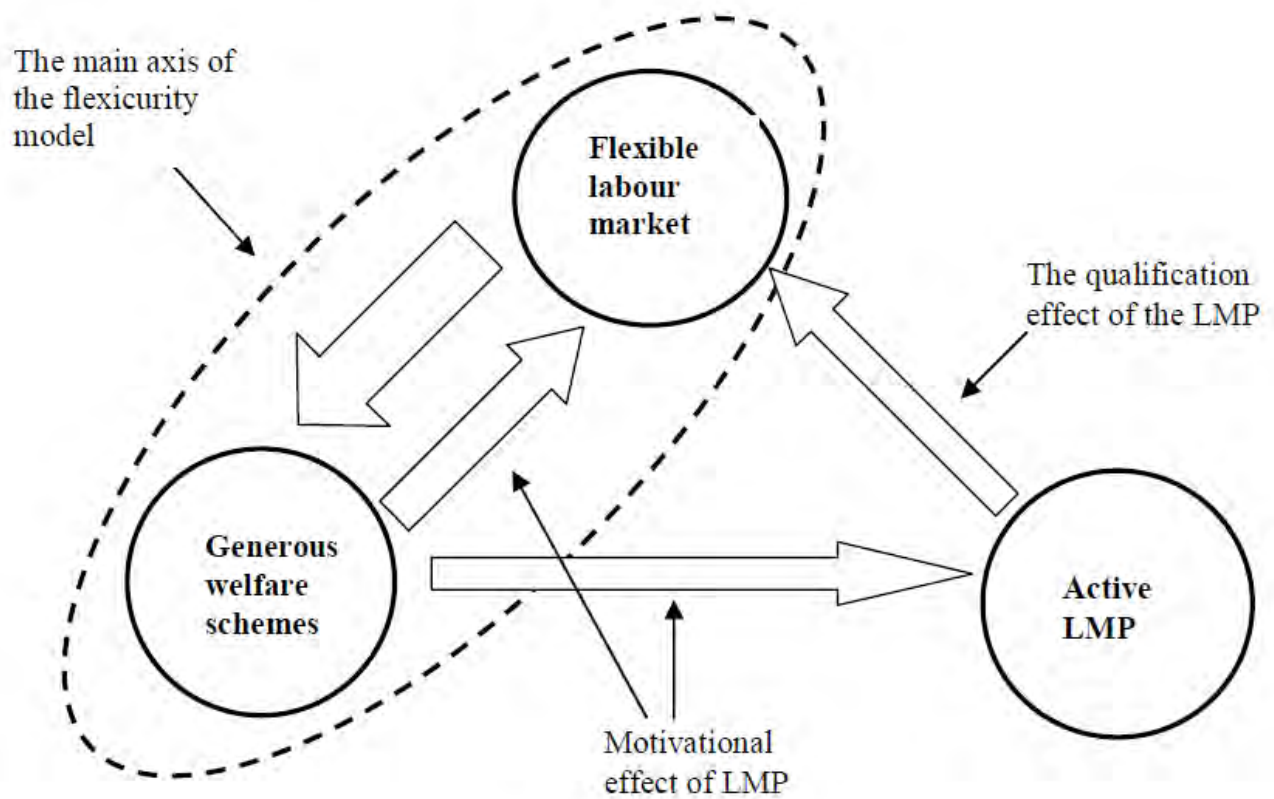 The main axis of
the flexicurity
model
Flexible
labour
market
The qualification
effect of the LMP
Generous
welfare
schemes
Active
LMP
Motivational
effect of LMP